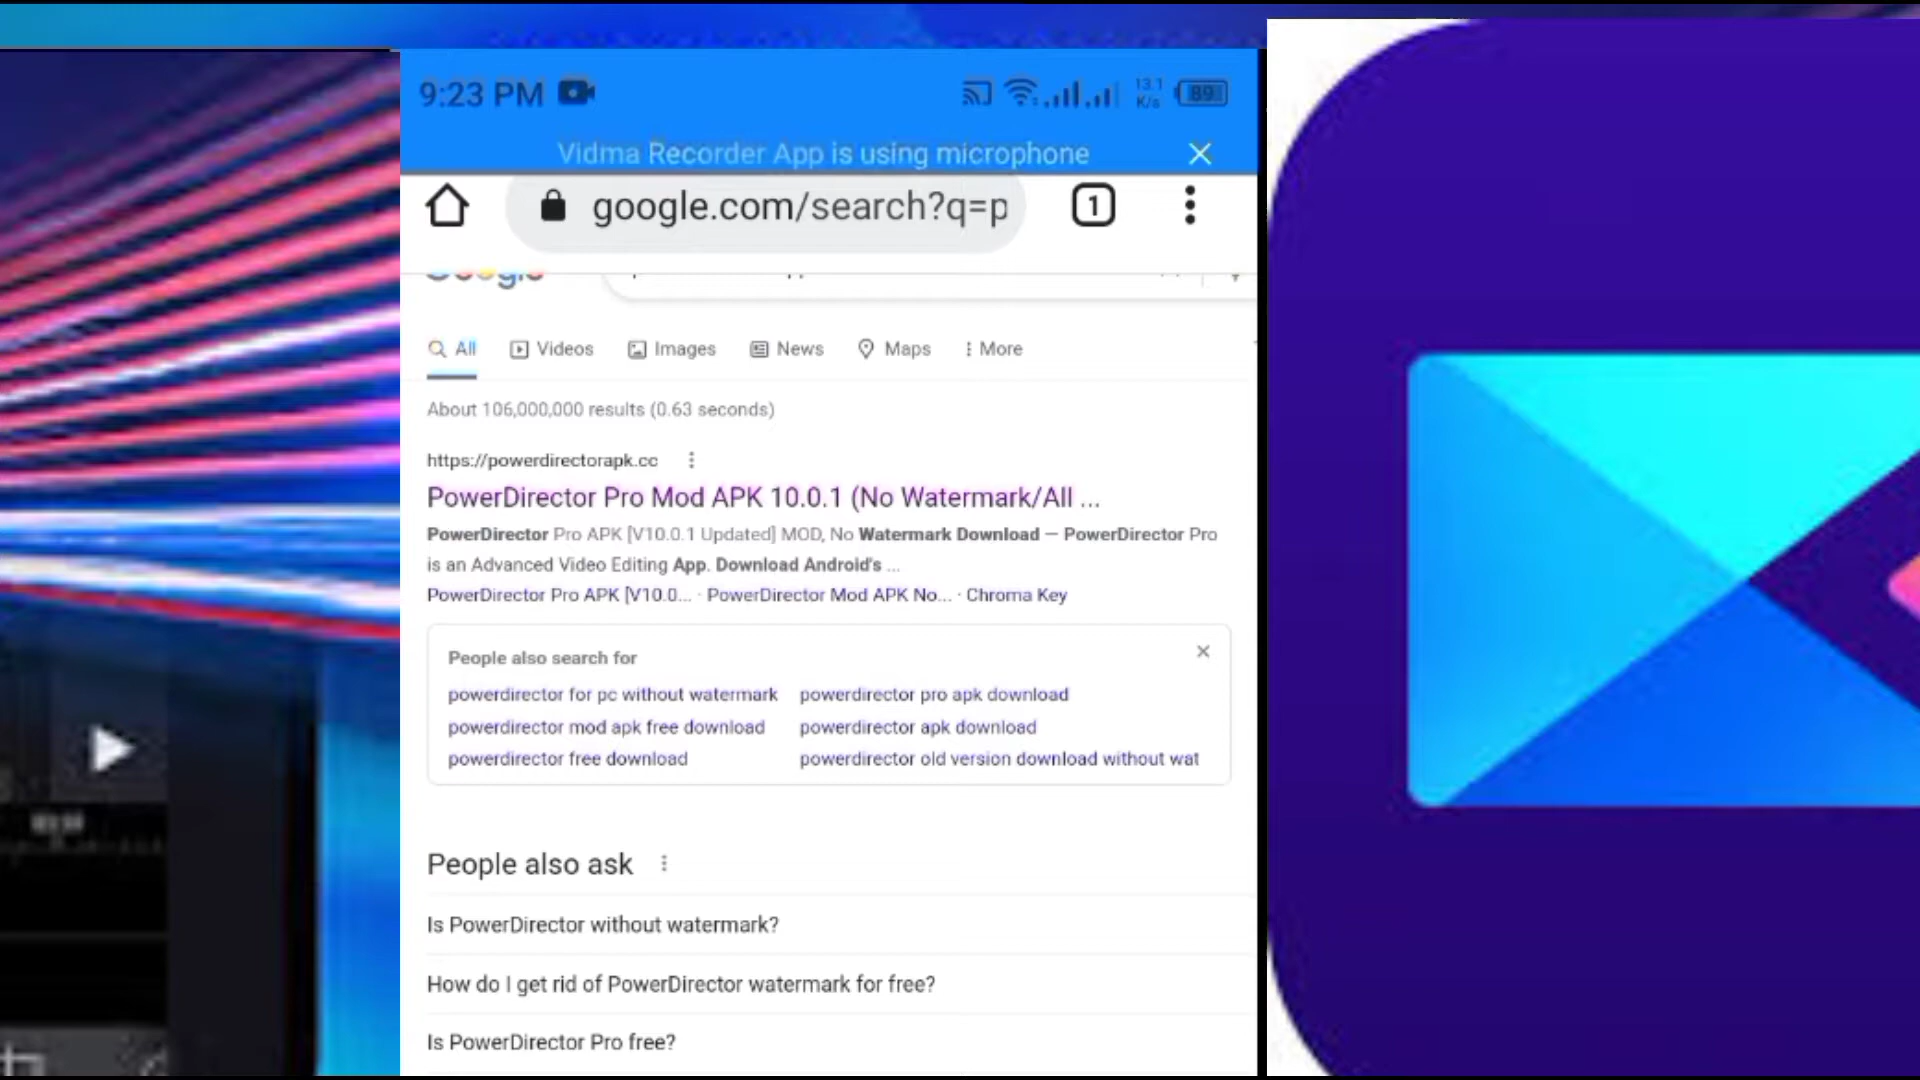 9:23 PM
13.1
K/s
89
Vidma Recorder App is using microphone
google.com/search?q=p
1
Google
All
Videos
Images
News
Maps
More
About 106,000,000 results (0.63 seconds)
https://powerdirectorapk.cc
PowerDirector Pro Mod APK 10.0.1 (No Watermark/All ...
PowerDirector Pro APK [V10.0.1 Updated] MOD, No Watermark Download — PowerDirector Pro
is an Advanced Video Editing App. Download Android's ...
PowerDirector Pro APK [V10.0... · PowerDirector Mod APK No... · Chroma Key
People also search for
powerdirector for pc without watermark
powerdirector pro apk download
powerdirector mod apk free download
powerdirector apk download
powerdirector free download
powerdirector old version download without wat
People also ask
Is PowerDirector without watermark?
How do I get rid of PowerDirector watermark for free?
Is PowerDirector Pro free?